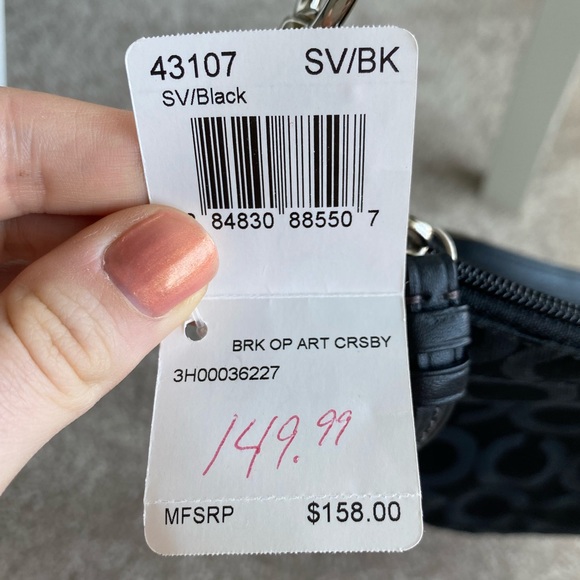 43107 SV/BK
SV/Black
84830 88550 7
BRK OP ART CRSBY
3H00036227
149.99
MFSRP $158.00